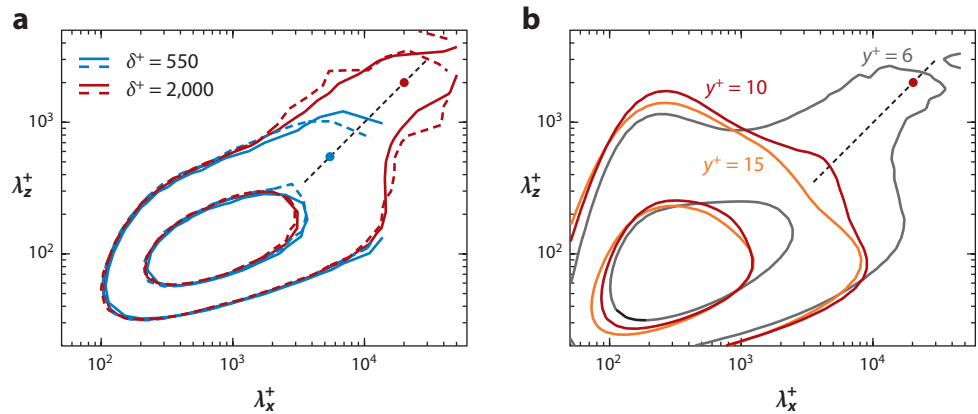 a
δ⁺ = 550
δ⁺ = 2,000
λz⁺
10³
10²
10² 10³ 10⁴
λx⁺
b
y⁺ = 6
y⁺ = 10
y⁺ = 15
λz⁺
10³
10²
10² 10³ 10⁴
λx⁺